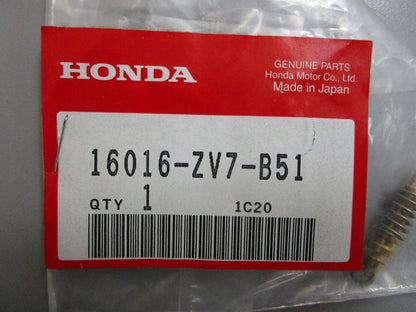 HONDA
GENUINE PARTS
Honda Motor Co., Ltd.
Made in Japan
16016-ZV7-B51
QTY 1 1C20